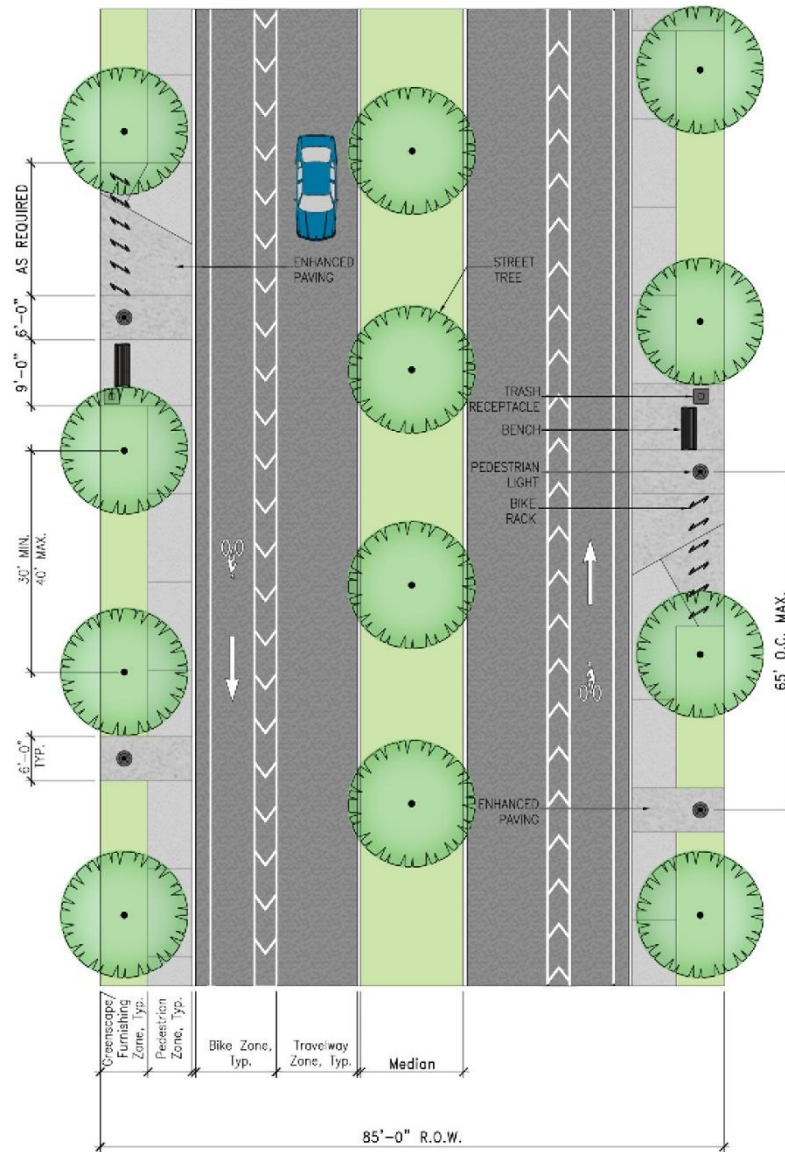 AS REQUIRED
6'-0"
9'-0"
30' MIN.
40' MAX.
6'-0"
TYP.
ENHANCED
PAVING
STREET
TREE
TRASH
RECEPTACLE
BENCH
PEDESTRIAN
LIGHT
BIKE
RACK
65' O.C. MAX.
ENHANCED
PAVING
Greenscape/
Furnishing
Zone, Typ.
Pedestrian
Zone, Typ.
Bike Zone,
Typ.
Travelway
Zone, Typ.
Median
85'-0" R.O.W.